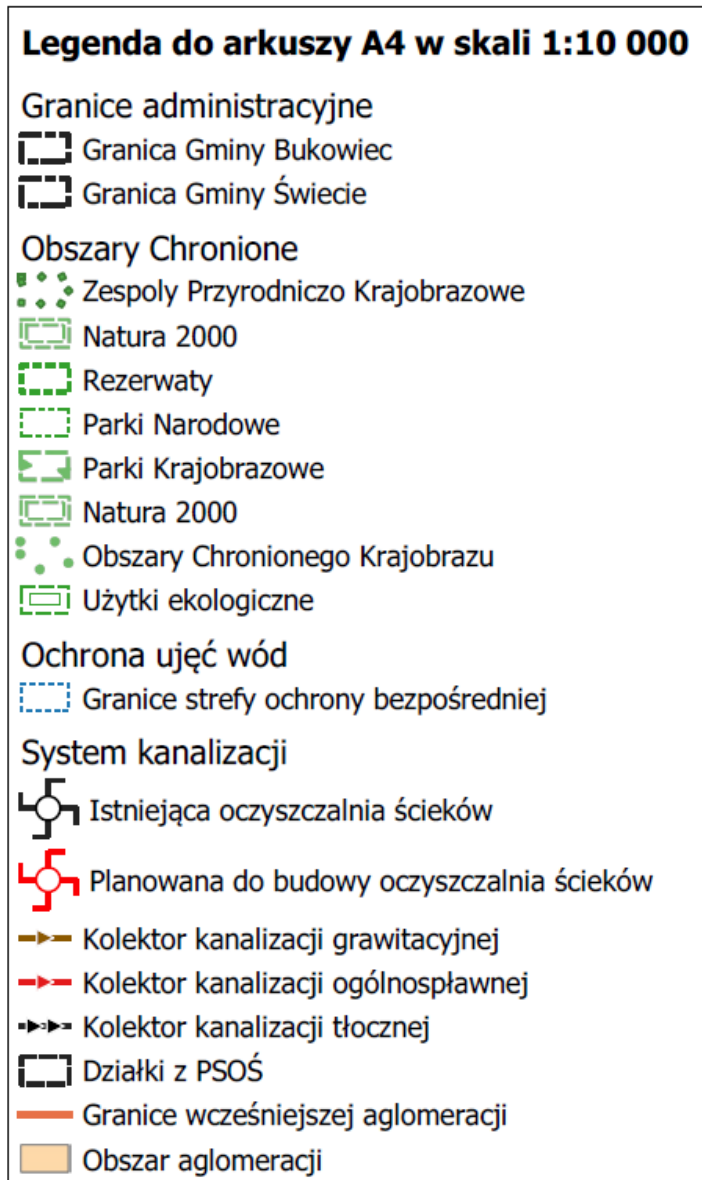 Legenda do arkuszy A4 w skali 1:10 000
Granice administracyjne
Granica Gminy Bukowiec
Granica Gminy Świecie
Obszary Chronione
Zespoly Przyrodniczo Krajobrazowe
Natura 2000
Rezerwaty
Parki Narodowe
Parki Krajobrazowe
Natura 2000
Obszary Chronionego Krajobrazu
Użytki ekologiczne
Ochrona ujęć wód
Granice strefy ochrony bezpośredniej
System kanalizacji
Istniejąca oczyszczalnia ścieków
Planowana do budowy oczyszczalnia ścieków
Kolektor kanalizacji grawitacyjnej
Kolektor kanalizacji ogólnospławnej
Kolektor kanalizacji tłocznej
Działki z PSOŚ
Granice wcześniejszej aglomeracji
Obszar aglomeracji